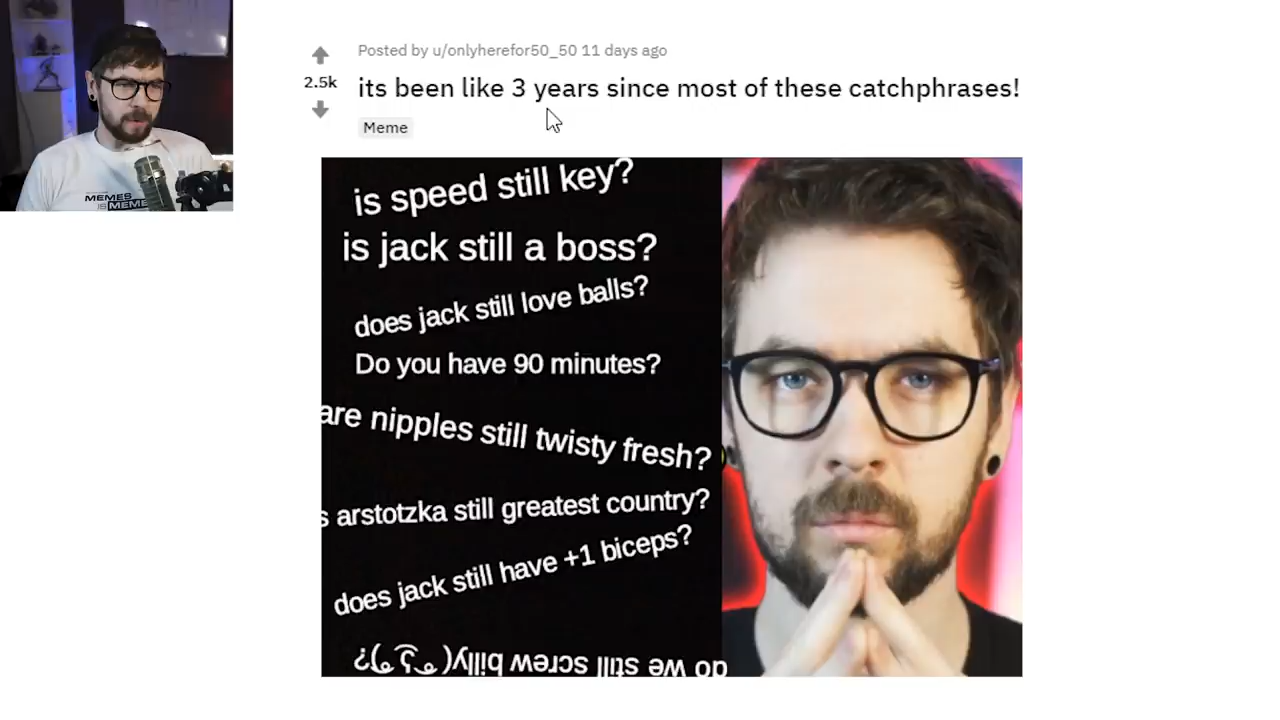 Posted by u/onlyherefor50_50 11 days ago
2.5k
its been like 3 years since most of these catchphrases!
Meme
is speed still key?
is jack still a boss?
does jack still love balls?
Do you have 90 minutes?
are nipples still twisty fresh?
s arstotzka still greatest country?
does jack still have +1 biceps?
do we still screw billy( ͡° ͜ʖ ͡°)?
MEMES
IS MEME